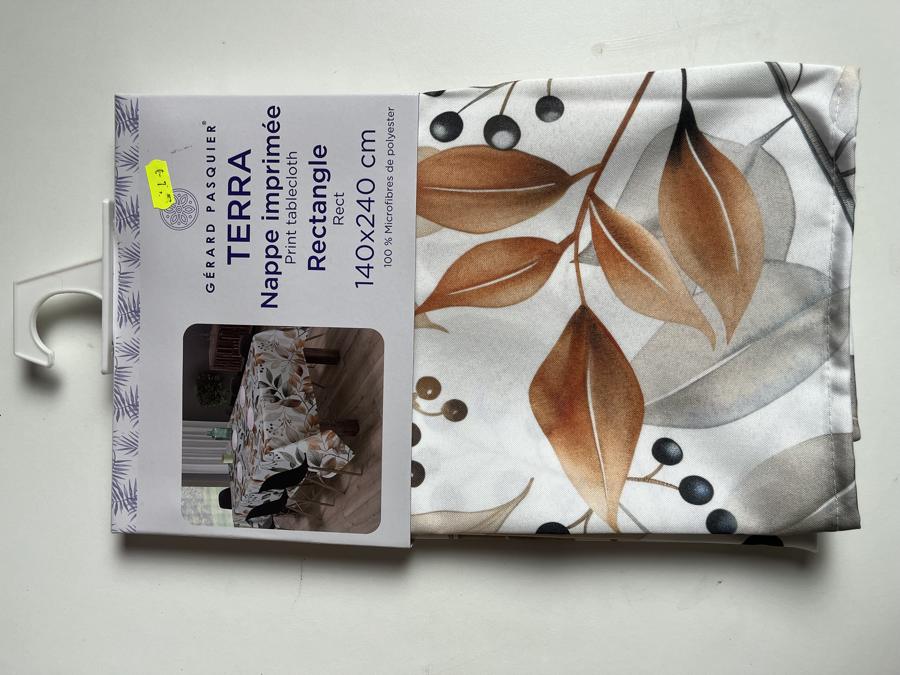 GÉRARD PASQUIER®
TERRA
Nappe imprimée
Print tablecloth
Rectangle
Rect
140x240 cm
100 % Microfibres de polyester